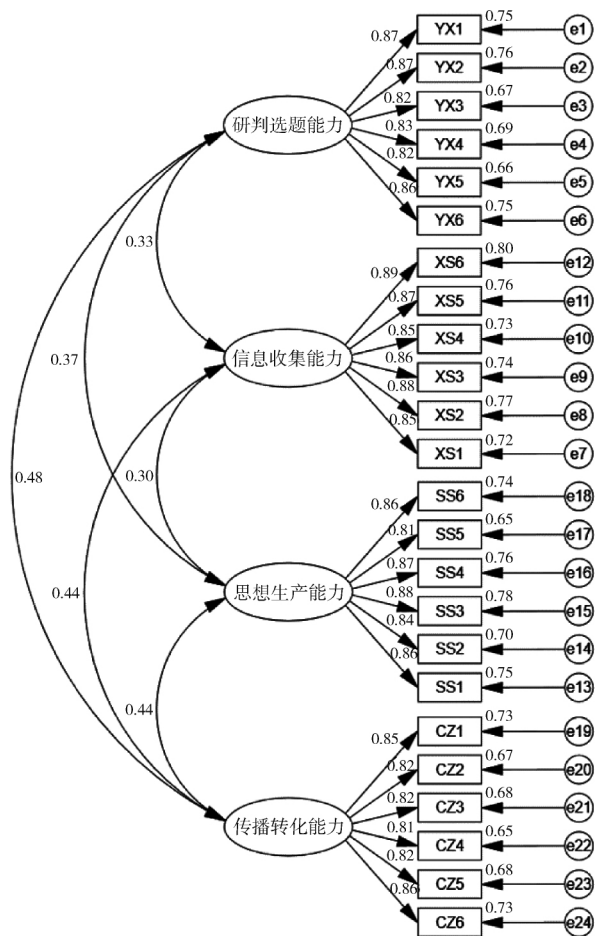 0.75
0.87 YX1 e1
0.76
0.87 YX2 e2
0.67
0.82 YX3 e3
研判选题能力
0.69
0.83 YX4 e4
0.66
0.82 YX5 e5
0.75
0.86 YX6 e6
0.33
0.80
0.89 XS6 e12
0.76
0.87 XS5 e11
0.73
0.85 XS4 e10
信息收集能力
0.37
0.74
0.86 XS3 e9
0.77
0.88 XS2 e8
0.72
0.85 XS1 e7
0.48
0.30
0.74
0.86 SS6 e18
0.65
0.81 SS5 e17
0.76
0.87 SS4 e16
思想生产能力
0.44
0.78
0.88 SS3 e15
0.70
0.84 SS2 e14
0.75
0.86 SS1 e13
0.44
0.73
0.85 CZ1 e19
0.67
0.82 CZ2 e20
0.68
0.82 CZ3 e21
传播转化能力
0.65
0.81 CZ4 e22
0.68
0.82 CZ5 e23
0.73
0.86 CZ6 e24